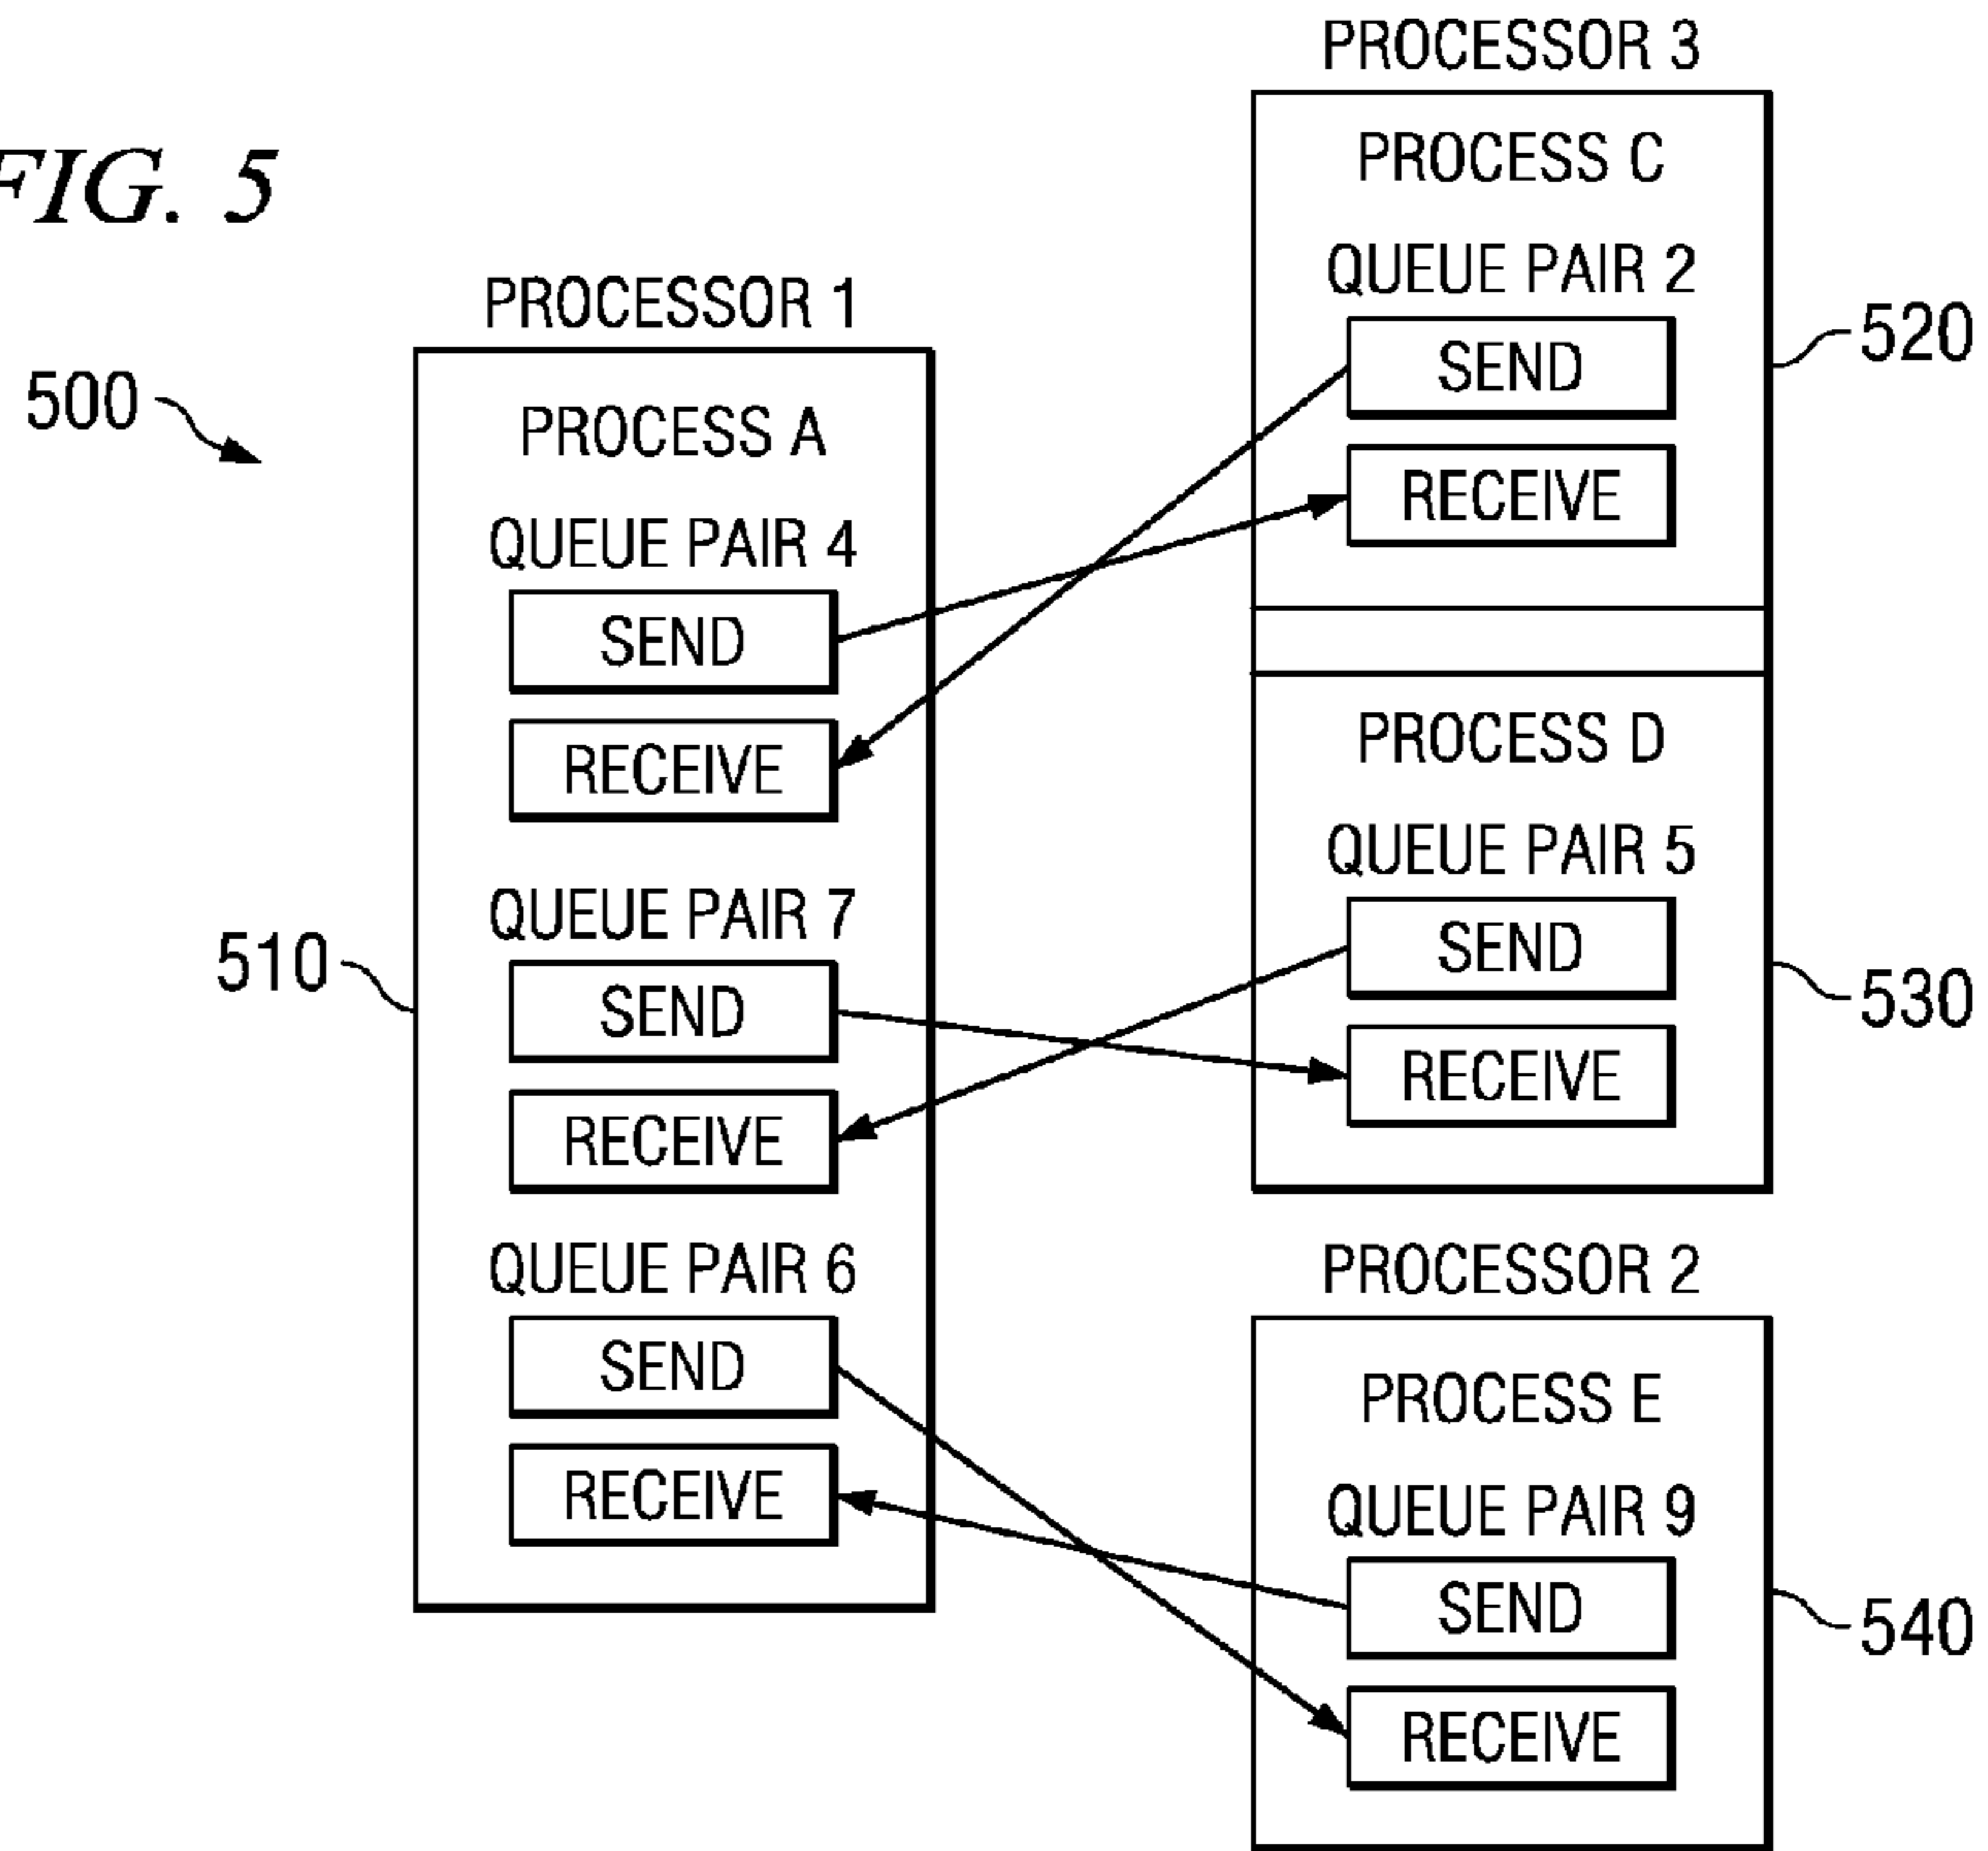 FIG. 5
500
PROCESSOR 1
PROCESS A
QUEUE PAIR 4
SEND
RECEIVE
QUEUE PAIR 7
SEND
RECEIVE
QUEUE PAIR 6
SEND
RECEIVE
510
PROCESSOR 3
PROCESS C
QUEUE PAIR 2
SEND
RECEIVE
520
PROCESS D
QUEUE PAIR 5
SEND
RECEIVE
530
PROCESSOR 2
PROCESS E
QUEUE PAIR 9
SEND
RECEIVE
540